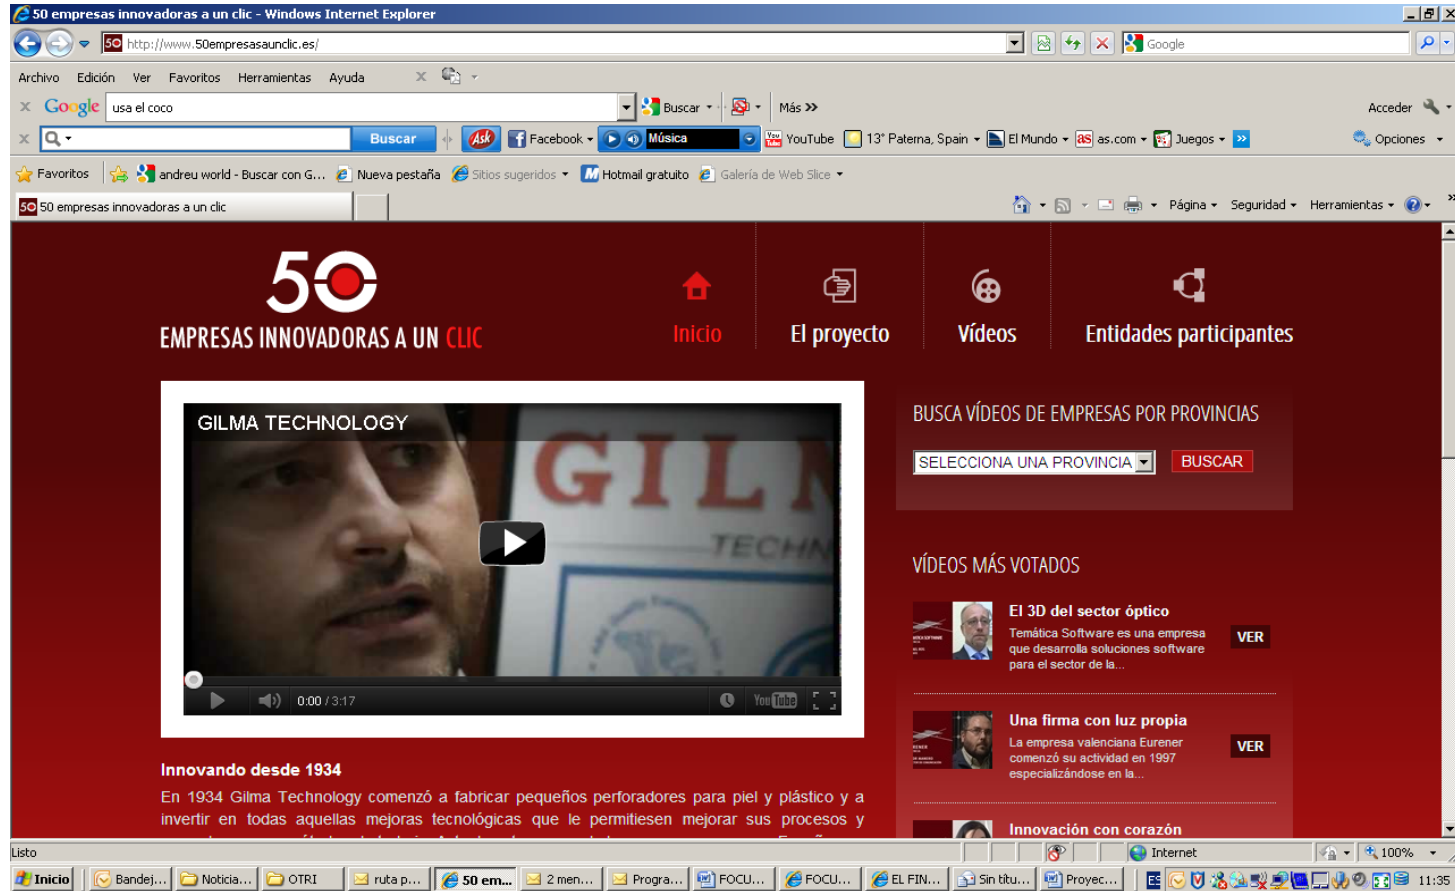 50 empresas innovadoras a un clic - Windows Internet Explorer
50 http://www.50empresasaunclic.es/
Google
Archivo Edición Ver Favoritos Herramientas Ayuda
Google usa el coco Buscar Más >> Acceder
Buscar Ask Facebook Música YouTube 13° Paterna, Spain El Mundo as as.com Juegos Opciones
Favoritos andreu world - Buscar con G... Nueva pestaña Sitios sugeridos Hotmail gratuito Galería de Web Slice
50 50 empresas innovadoras a un clic Página Seguridad Herramientas
50
EMPRESAS INNOVADORAS A UN CLIC
Inicio El proyecto Vídeos Entidades participantes
GILMA TECHNOLOGY
GILM
TECHN
0:00 / 3:17 YouTube
BUSCA VÍDEOS DE EMPRESAS POR PROVINCIAS
SELECCIONA UNA PROVINCIA BUSCAR
VÍDEOS MÁS VOTADOS
El 3D del sector óptico
Temática Software es una empresa
que desarrolla soluciones software
para el sector de la...
VER
Una firma con luz propia
La empresa valenciana Eurener
comenzó su actividad en 1997
especializándose en la...
VER
Innovación con corazón
Innovando desde 1934
En 1934 Gilma Technology comenzó a fabricar pequeños perforadores para piel y plástico y a
invertir en todas aquellas mejoras tecnológicas que le permitiesen mejorar sus procesos y
Listo Internet 100%
Inicio Bandej... Noticia... OTRI ruta p... 50 em... 2 men... Progra... FOCU... FOCU... EL FIN... Sin títu... Proyec... ES 11:35